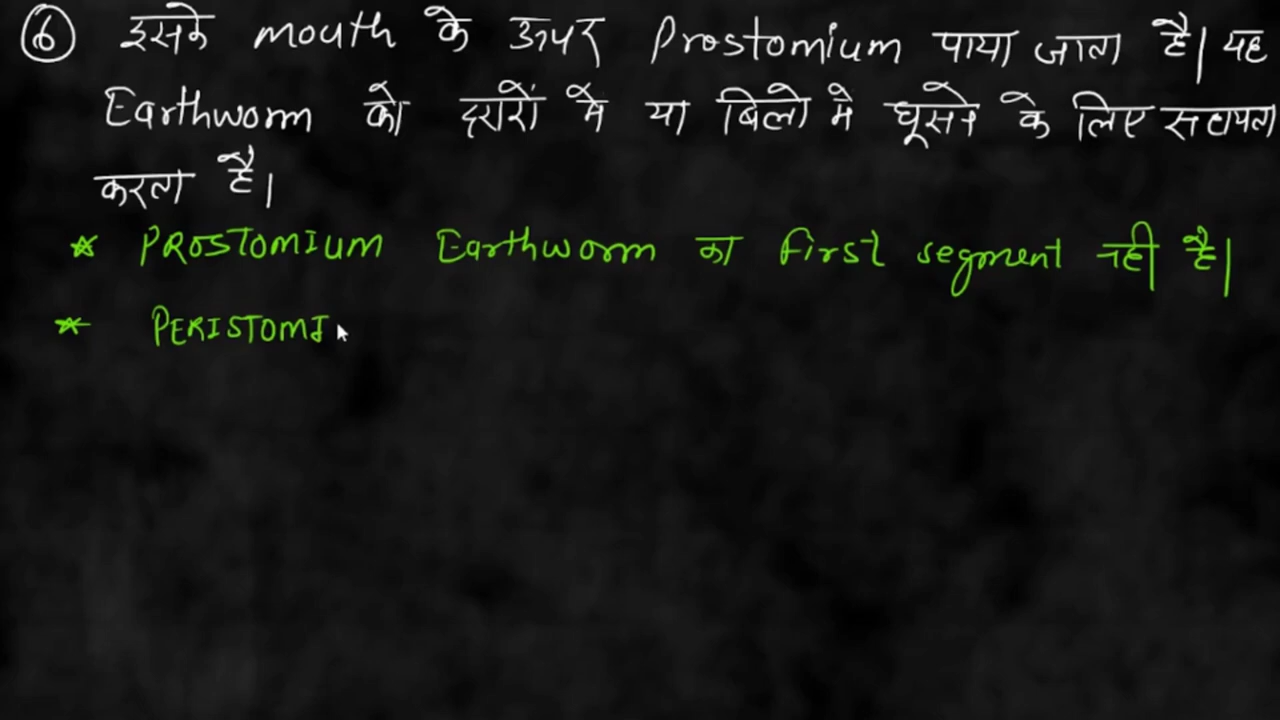 ⑥ इसके mouth के ऊपर Prostomium पाया जाता है। यह
Earthworm को दरारों मे या बिलो मे घूसने के लिए सहायता
करता है।
* PROSTOMIUM Earthworm का first segment नही है।
* PERISTOMI